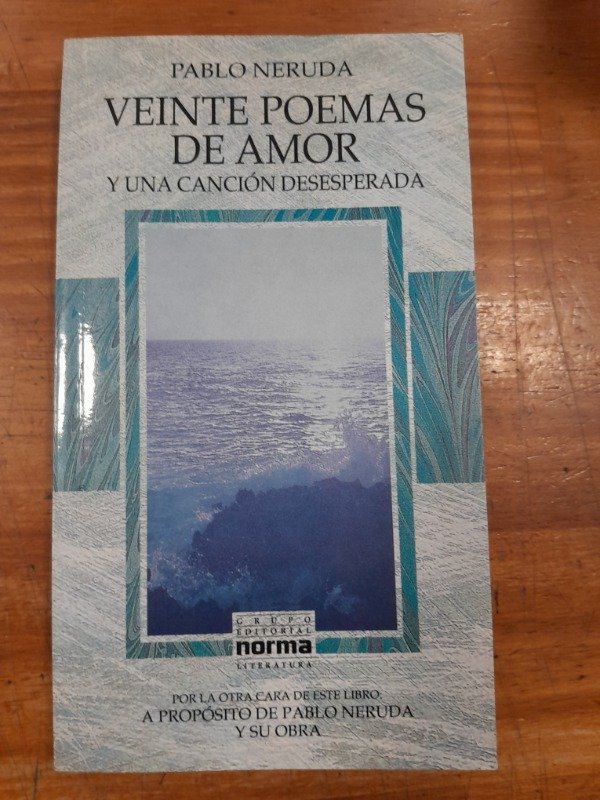 PABLO NERUDA
VEINTE POEMAS
DE AMOR
Y UNA CANCIÓN DESESPERADA
GRUPO
EDITORIAL
norma
LITERATURA
POR LA OTRA CARA DE ESTE LIBRO:
A PROPÓSITO DE PABLO NERUDA
Y SU OBRA